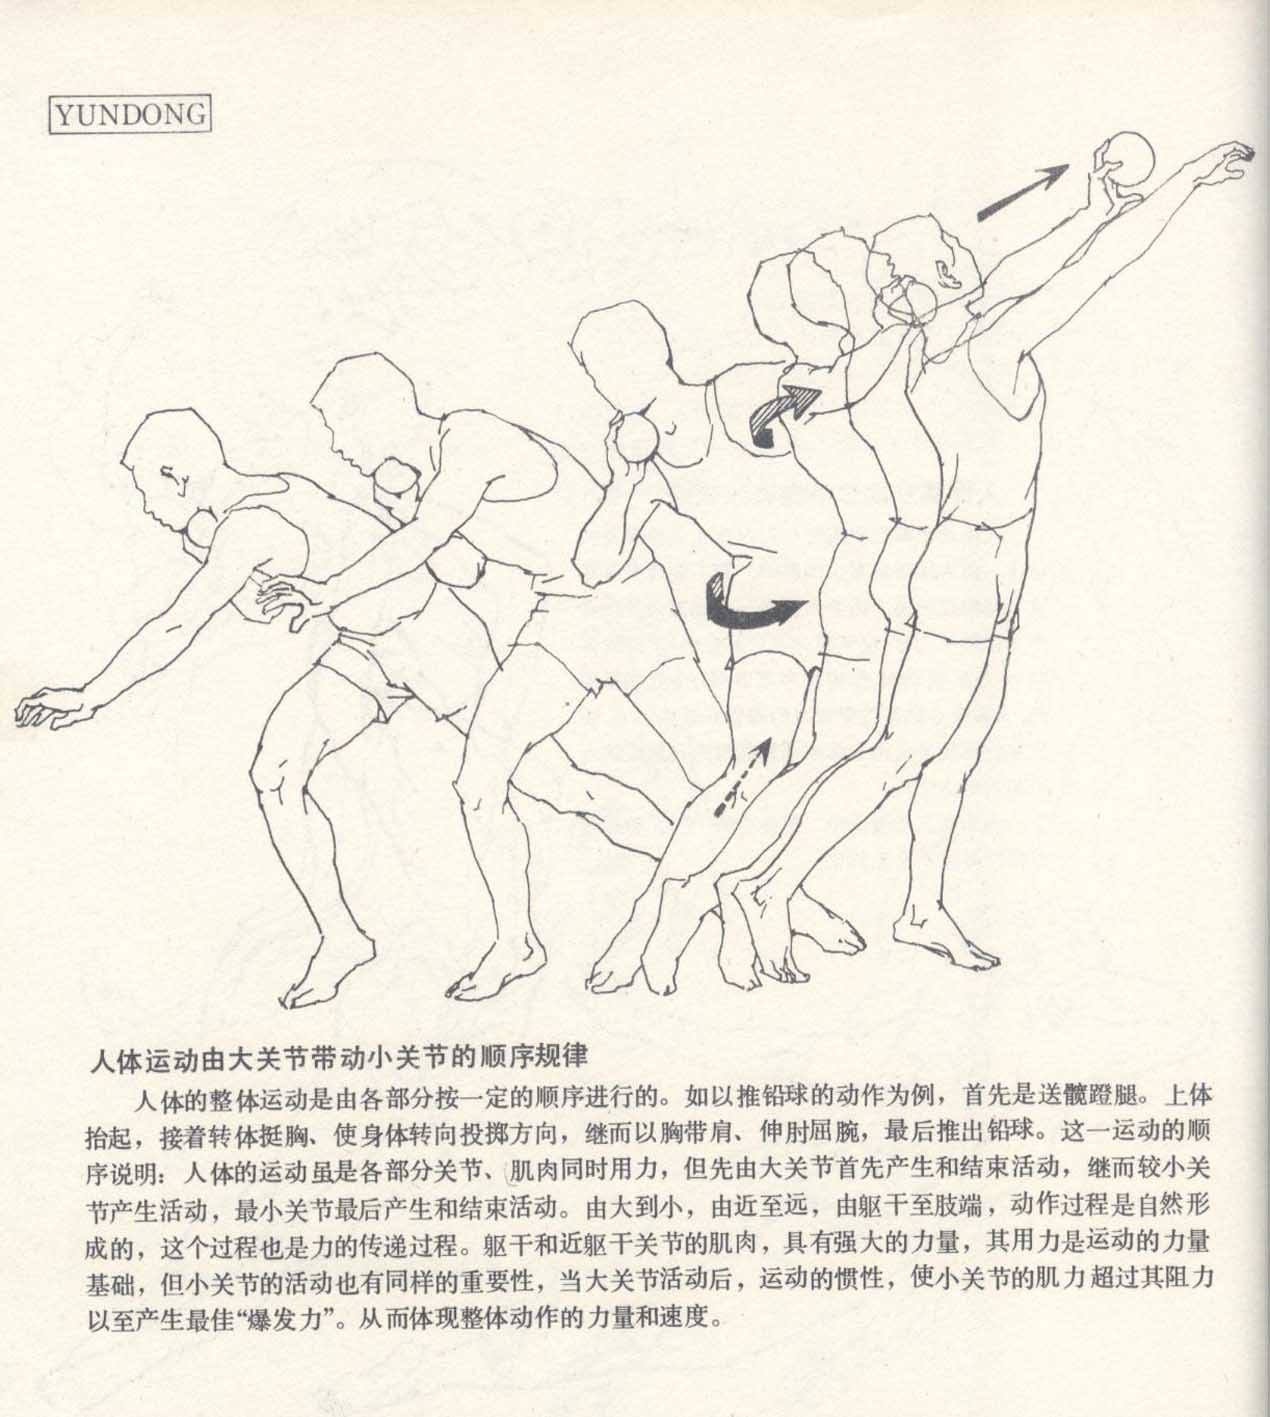 YUNDONG
人体运动由大关节带动小关节的顺序规律
人体的整体运动是由各部分按一定的顺序进行的。如以推铅球的动作为例，首先是送髋蹬腿。上体
抬起，接着转体挺胸、使身体转向投掷方向，继而以胸带肩、伸肘屈腕，最后推出铅球。这一运动的顺
序说明：人体的运动虽是各部分关节、肌肉同时用力，但先由大关节首先产生和结束活动，继而较小关
节产生活动，最小关节最后产生和结束活动。由大到小，由近至远，由躯干至肢端，动作过程是自然形
成的，这个过程也是力的传递过程。躯干和近躯干关节的肌肉，具有强大的力量，其用力是运动的力量
基础，但小关节的活动也有同样的重要性，当大关节活动后，运动的惯性，使小关节的肌力超过其阻力
以至产生最佳“爆发力”。从而体现整体动作的力量和速度。